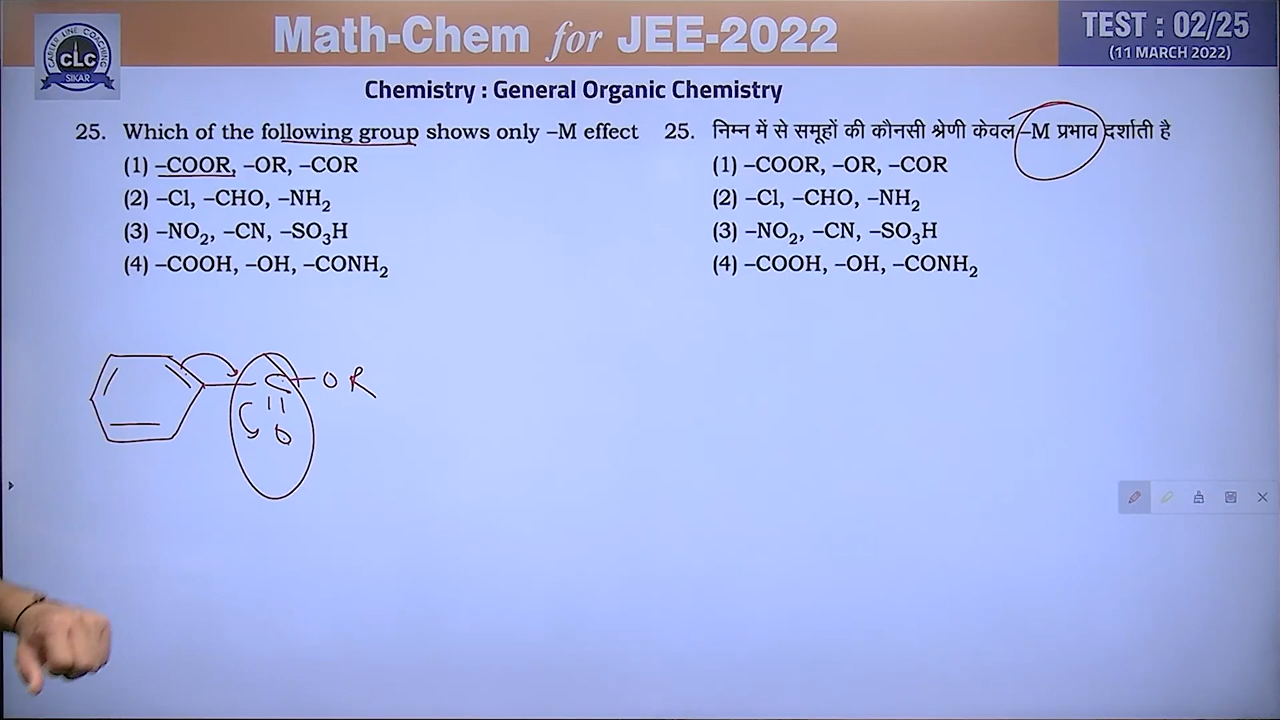 Math-Chem for JEE-2022
TEST : 02/25
(11 MARCH 2022)
CAREER LINE COACHING
CLC
SIKAR
Chemistry : General Organic Chemistry
25. Which of the following group shows only –M effect
(1) –COOR, –OR, –COR
(2) –Cl, –CHO, –NH₂
(3) –NO₂, –CN, –SO₃H
(4) –COOH, –OH, –CONH₂
25. निम्न में से समूहों की कौनसी श्रेणी केवल –M प्रभाव दर्शाती है
(1) –COOR, –OR, –COR
(2) –Cl, –CHO, –NH₂
(3) –NO₂, –CN, –SO₃H
(4) –COOH, –OH, –CONH₂
C – OR
||
O